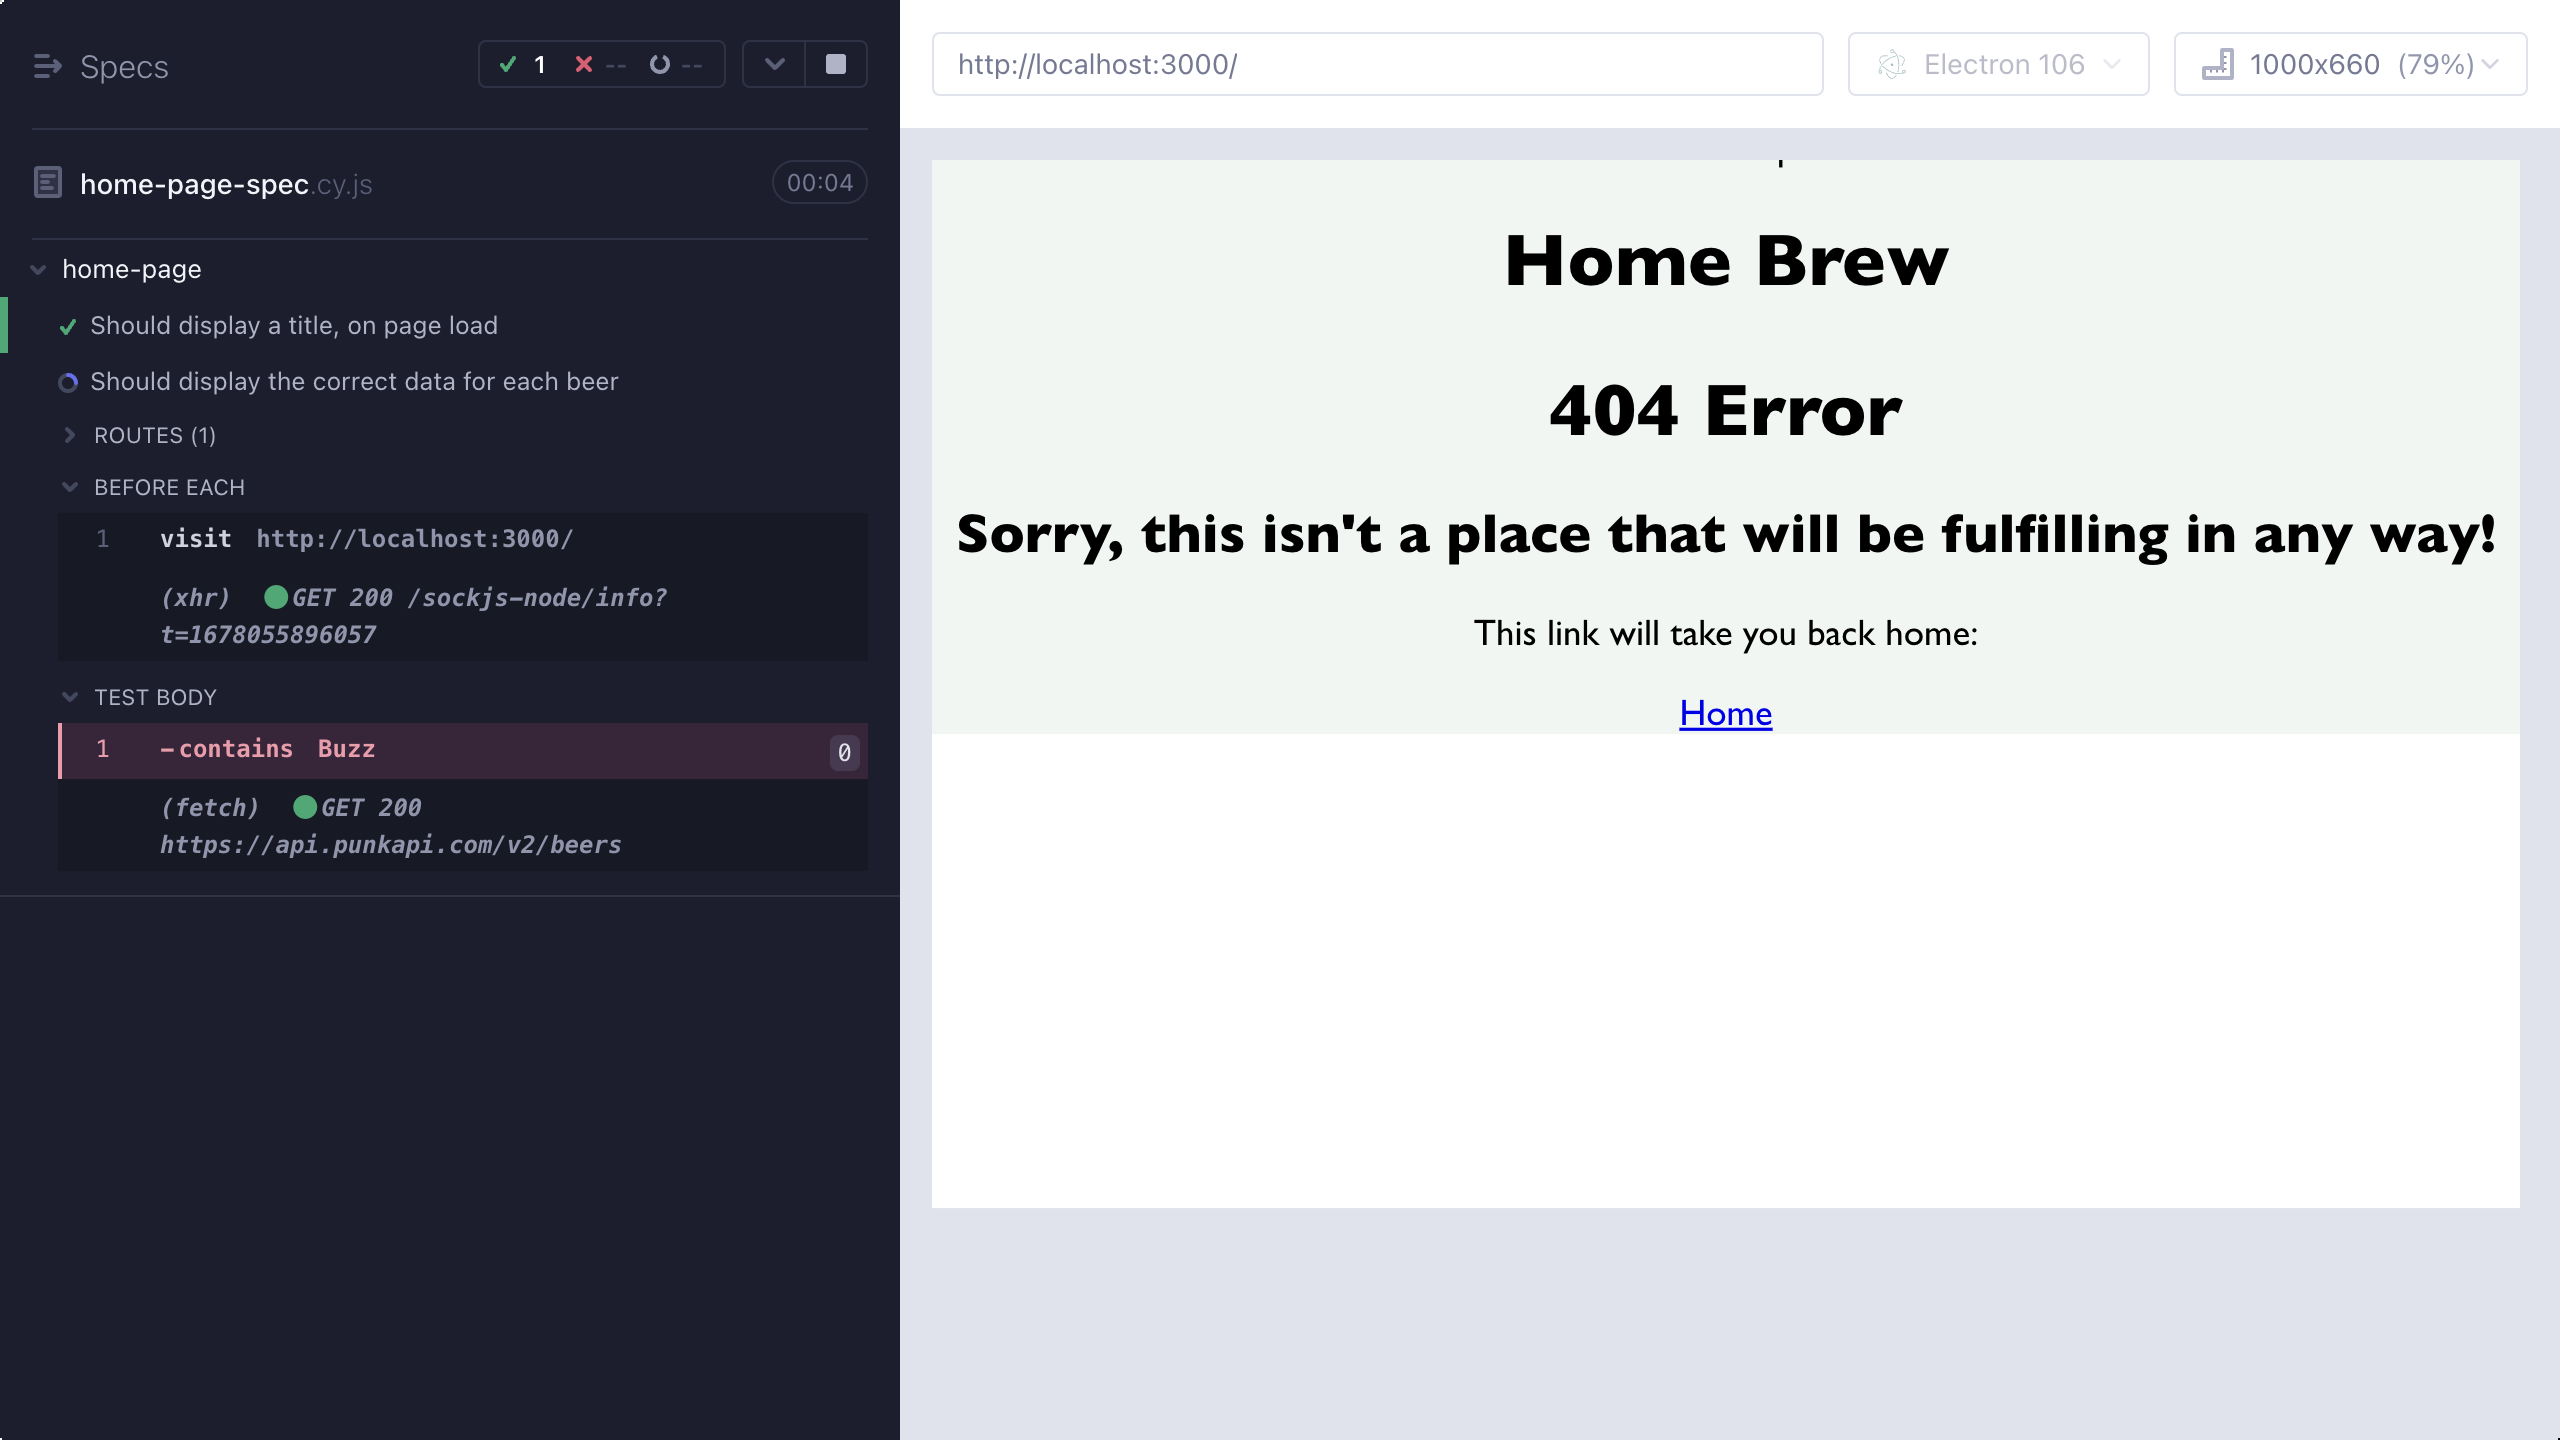 Specs
1 -- --
home-page-spec.cy.js 00:04
home-page
Should display a title, on page load
Should display the correct data for each beer
ROUTES (1)
BEFORE EACH
1 visit http://localhost:3000/
(xhr) GET 200 /sockjs-node/info?
t=1678055896057
TEST BODY
1 -contains Buzz 0
(fetch) GET 200
https://api.punkapi.com/v2/beers
http://localhost:3000/
Electron 106
1000x660 (79%)
Home Brew
404 Error
Sorry, this isn't a place that will be fulfilling in any way!
This link will take you back home:
Home